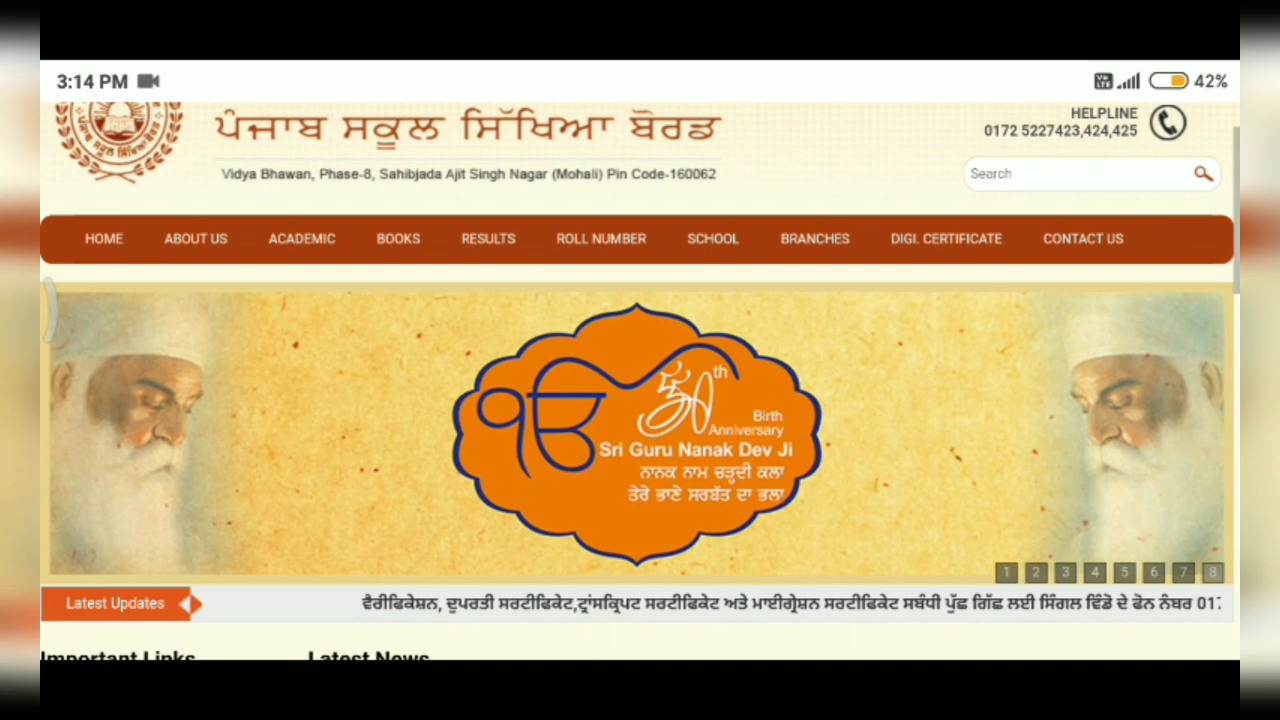 3:14 PM
42%
ਪੰਜਾਬ ਸਕੂਲ ਸਿੱਖਿਆ ਬੋਰਡ
Vidya Bhawan, Phase-8, Sahibjada Ajit Singh Nagar (Mohali) Pin Code-160062
HELPLINE
0172 5227423,424,425
Search
HOME ABOUT US ACADEMIC BOOKS RESULTS ROLL NUMBER SCHOOL BRANCHES DIGI. CERTIFICATE CONTACT US
ੴ
th
Birth
Anniversary
Sri Guru Nanak Dev Ji
ਨਾਨਕ ਨਾਮ ਚੜ੍ਹਦੀ ਕਲਾ
ਤੇਰੇ ਭਾਣੇ ਸਰਬੱਤ ਦਾ ਭਲਾ
1 2 3 4 5 6 7 8
Latest Updates
ਵੈਰੀਫਿਕੇਸ਼ਨ, ਦੁਪਰਤੀ ਸਰਟੀਫਿਕੇਟ,ਟ੍ਰਾਂਸਕ੍ਰਿਪਟ ਸਰਟੀਫਿਕੇਟ ਅਤੇ ਮਾਈਗ੍ਰੇਸ਼ਨ ਸਰਟੀਫਿਕੇਟ ਸਬੰਧੀ ਪੁੱਛ ਗਿੱਛ ਲਈ ਸਿੰਗਲ ਵਿੰਡੋ ਦੇ ਫੋਨ ਨੰਬਰ 017
Important Links
Latest News